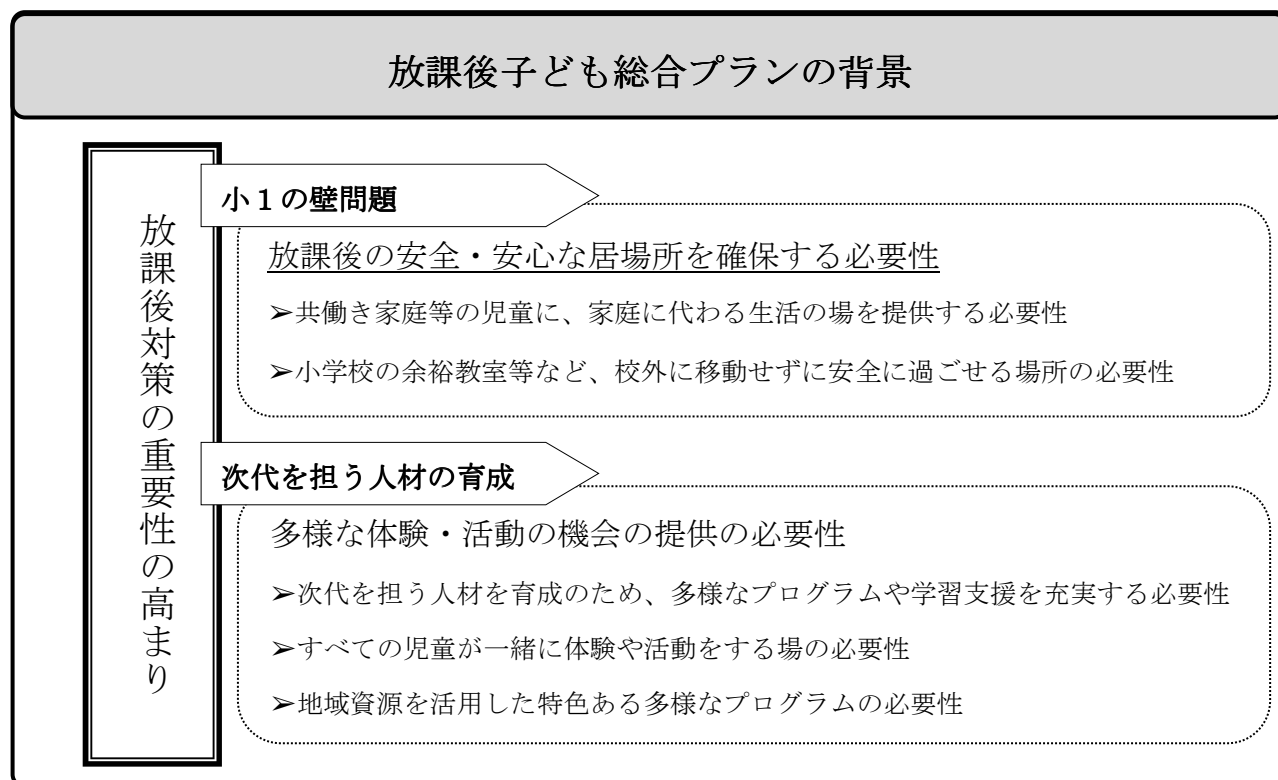 放課後子ども総合プランの背景
放課後対策の重要性の高まり
小１の壁問題
放課後の安全・安心な居場所を確保する必要性
➢共働き家庭等の児童に、家庭に代わる生活の場を提供する必要性
➢小学校の余裕教室等など、校外に移動せずに安全に過ごせる場所の必要性
次代を担う人材の育成
多様な体験・活動の機会の提供の必要性
➢次代を担う人材を育成のため、多様なプログラムや学習支援を充実する必要性
➢すべての児童が一緒に体験や活動をする場の必要性
➢地域資源を活用した特色ある多様なプログラムの必要性